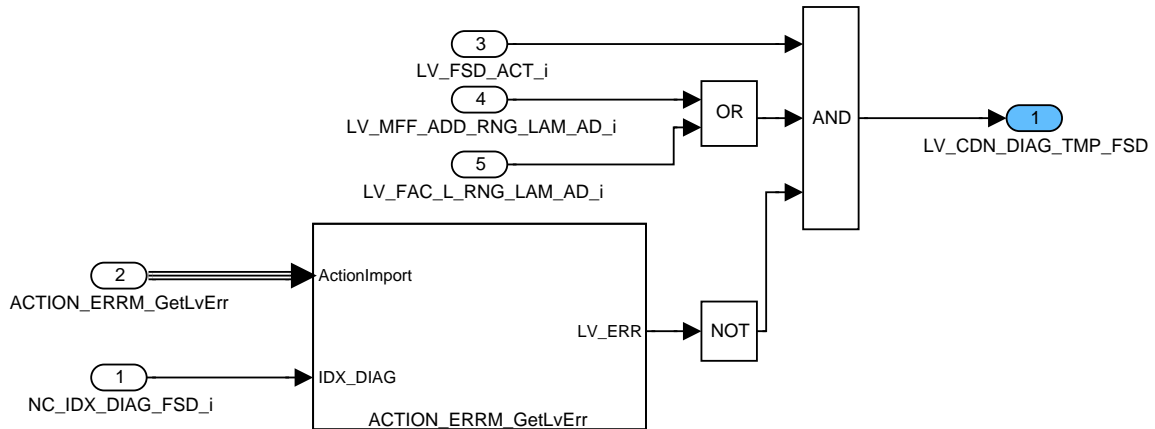 3
LV_FSD_ACT_i
4
LV_MFF_ADD_RNG_LAM_AD_i
OR
AND
1
LV_CDN_DIAG_TMP_FSD
5
LV_FAC_L_RNG_LAM_AD_i
2
ACTION_ERRM_GetLvErr
ActionImport
LV_ERR
NOT
1
NC_IDX_DIAG_FSD_i
IDX_DIAG
ACTION_ERRM_GetLvErr